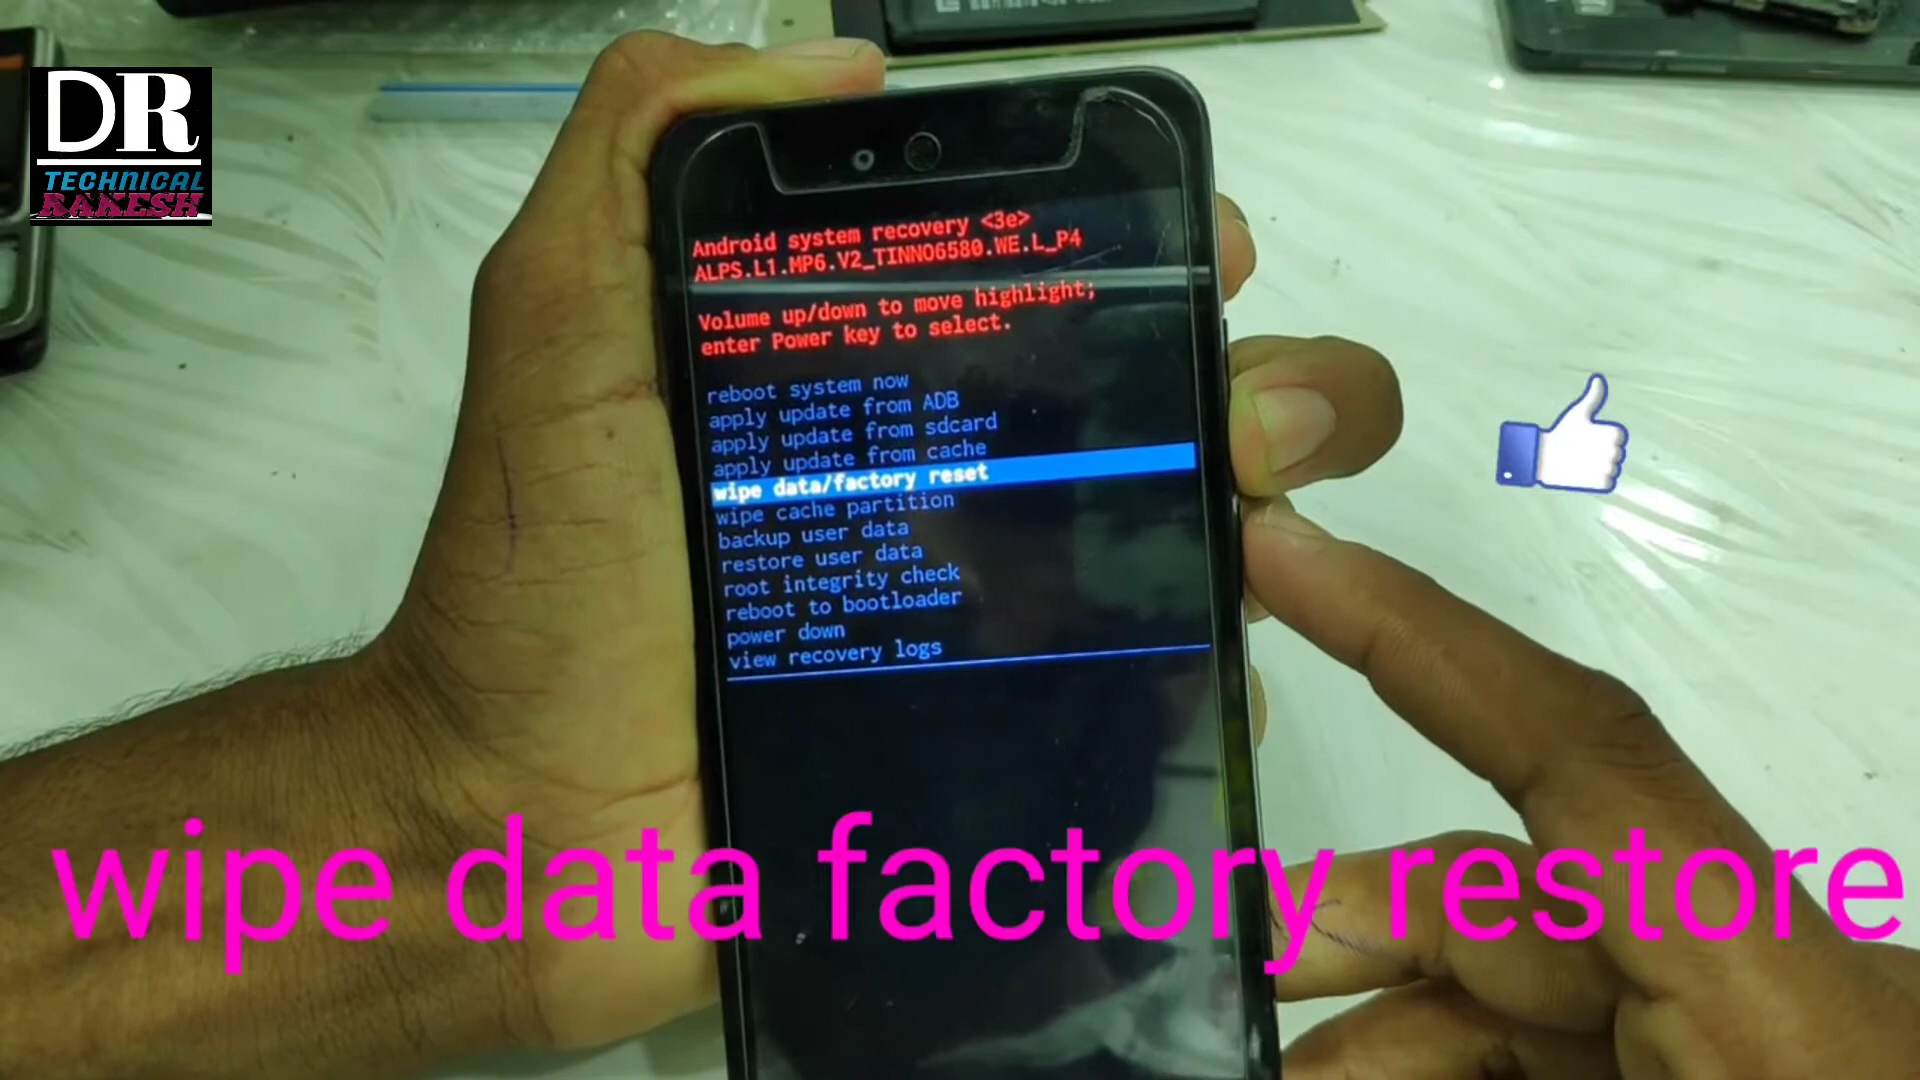 DR
TECHNICAL
RAKESH
Android system recovery <3e>
ALPS.L1.MP6.V2_TINNO6580.WE.L_P4
Volume up/down to move highlight;
enter Power key to select.
reboot system now
apply update from ADB
apply update from sdcard
apply update from cache
wipe data/factory reset
wipe cache partition
backup user data
restore user data
root integrity check
reboot to bootloader
power down
view recovery logs
wipe data factory restore